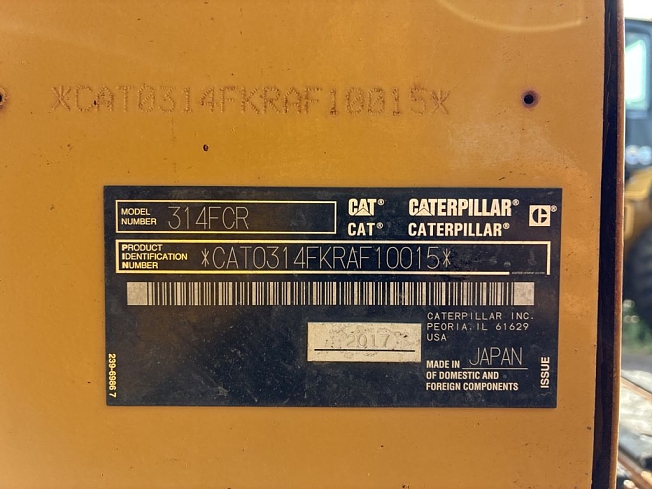 *CAT0314FKRAF10015*
MODEL NUMBER 314FCR
CAT® CATERPILLAR®
CAT® CATERPILLAR®
C®
PRODUCT IDENTIFICATION NUMBER *CAT0314FKRAF10015*
CATERPILLAR INC.
PEORIA, IL 61629
USA
2017
MADE IN JAPAN
OF DOMESTIC AND
FOREIGN COMPONENTS
ISSUE
239-6986 7